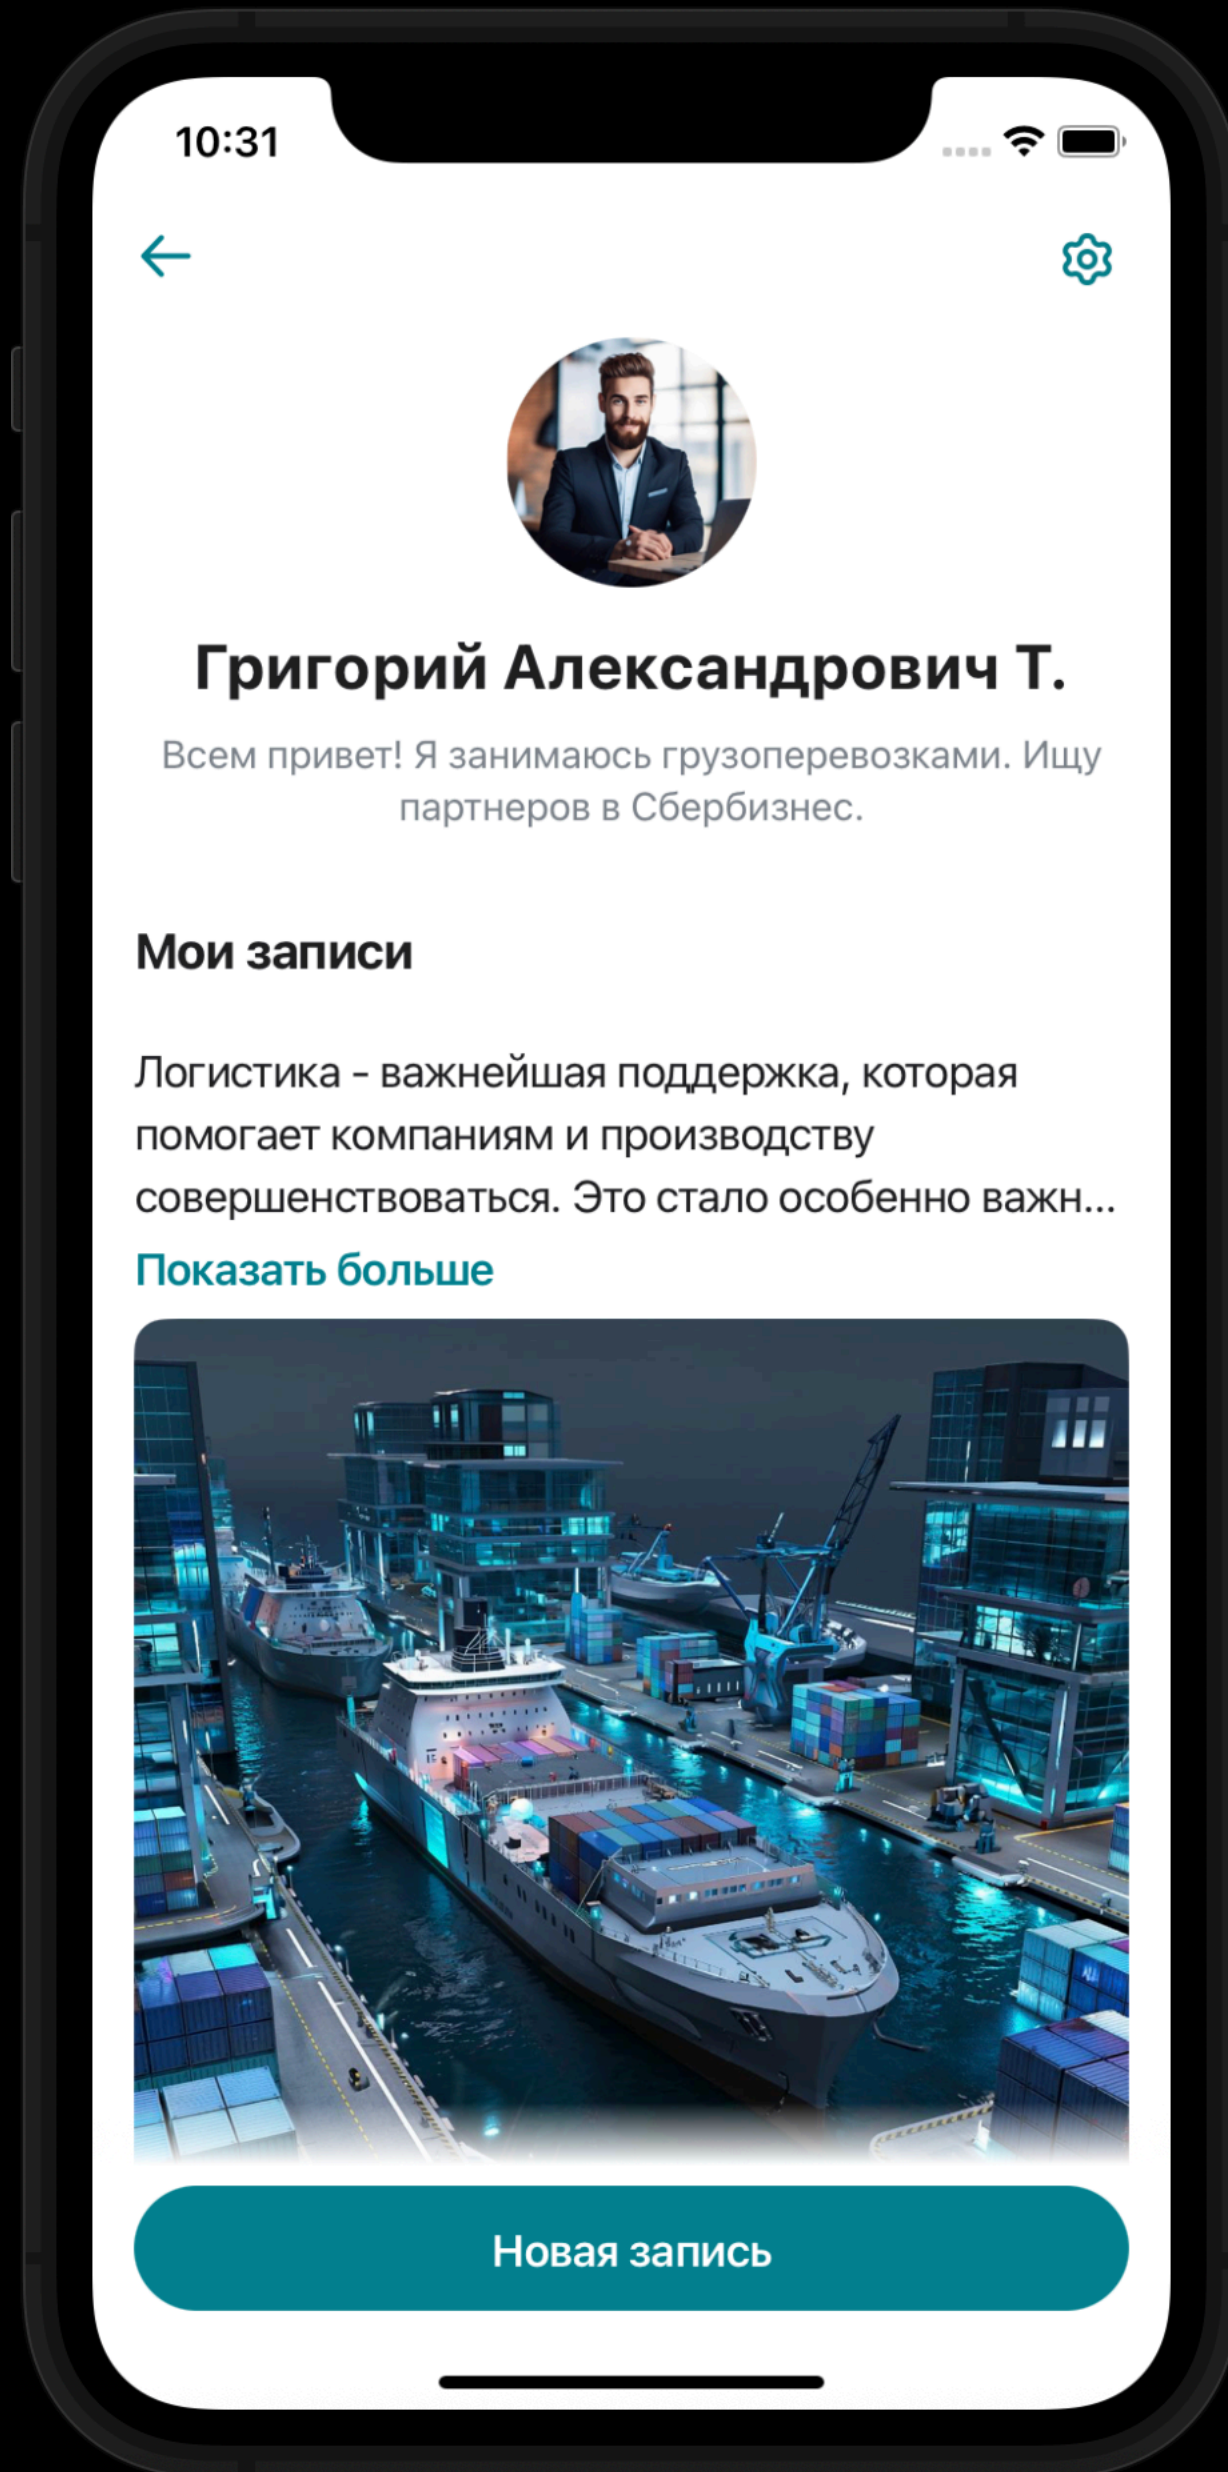 10:31
Григорий Александрович Т.
Всем привет! Я занимаюсь грузоперевозками. Ищу
партнеров в Сбербизнес.
Мои записи
Логистика - важнейшая поддержка, которая
помогает компаниям и производству
совершенствоваться. Это стало особенно важн...
Показать больше
Новая запись